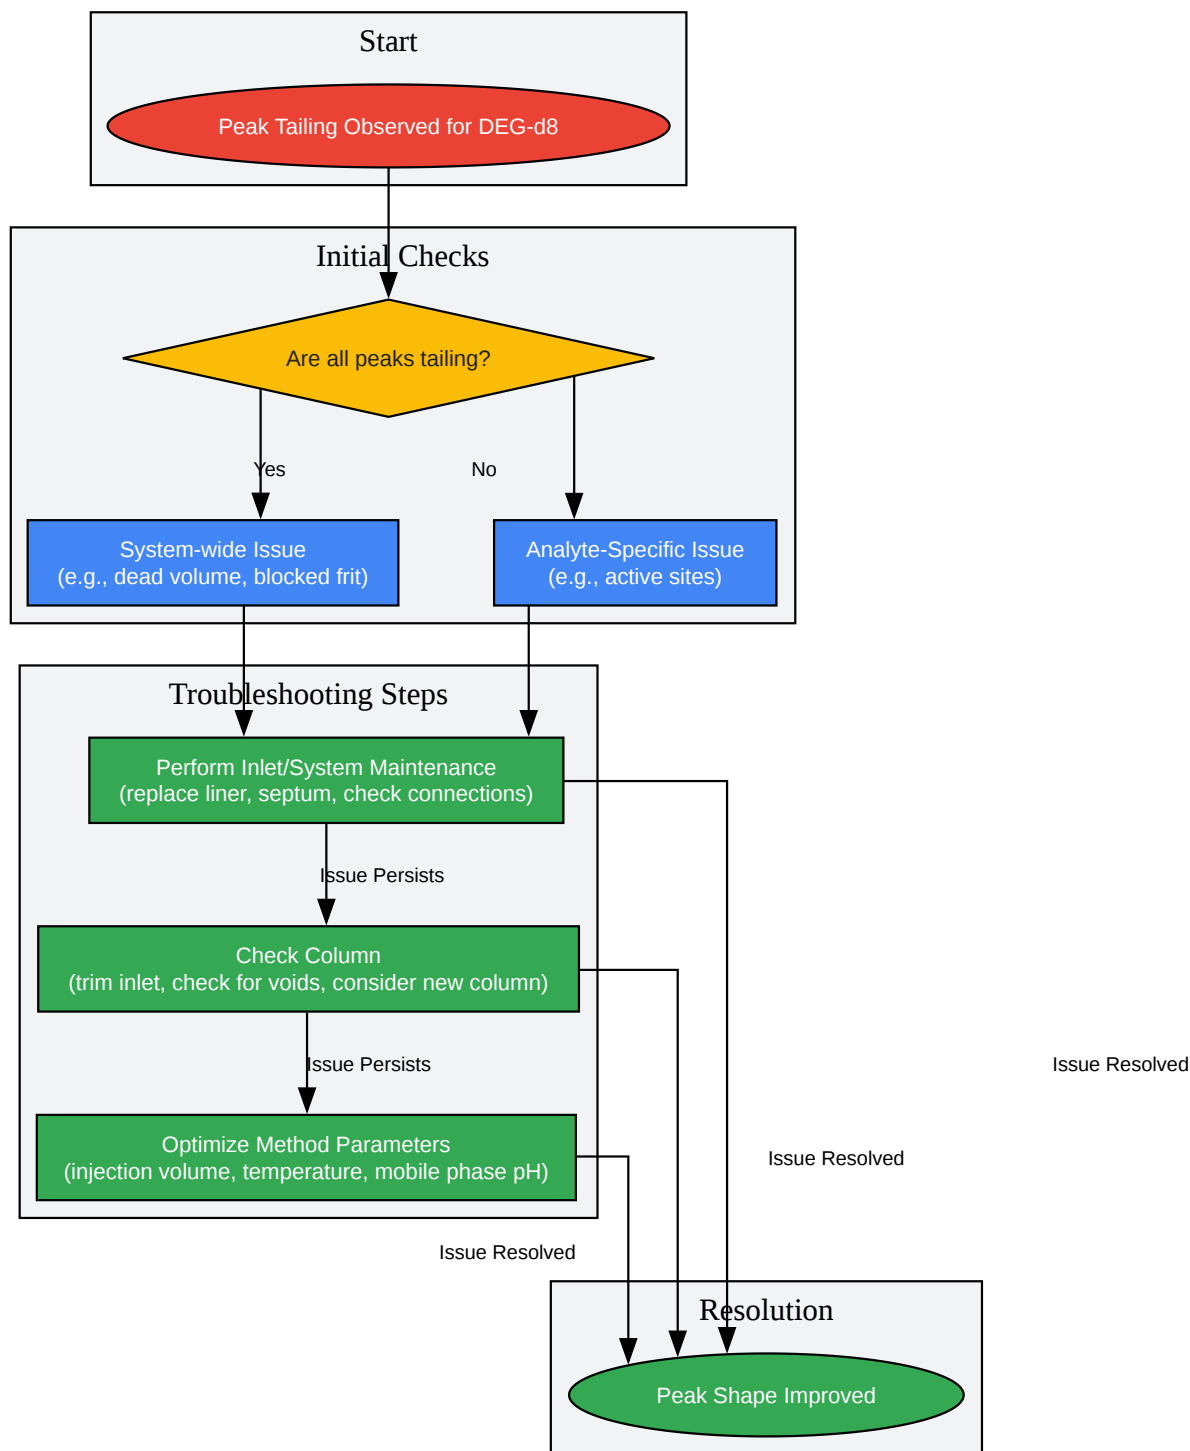 Start
Peak Tailing Observed for DEG-d8
Initial Checks
Are all peaks tailing?
Yes
No
System-wide Issue
(e.g., dead volume, blocked frit)
Analyte-Specific Issue
(e.g., active sites)
Troubleshooting Steps
Perform Inlet/System Maintenance
(replace liner, septum, check connections)
Issue Persists
Check Column
(trim inlet, check for voids, consider new column)
Issue Persists
Issue Resolved
Optimize Method Parameters
(injection volume, temperature, mobile phase pH)
Issue Resolved
Issue Resolved
Resolution
Peak Shape Improved